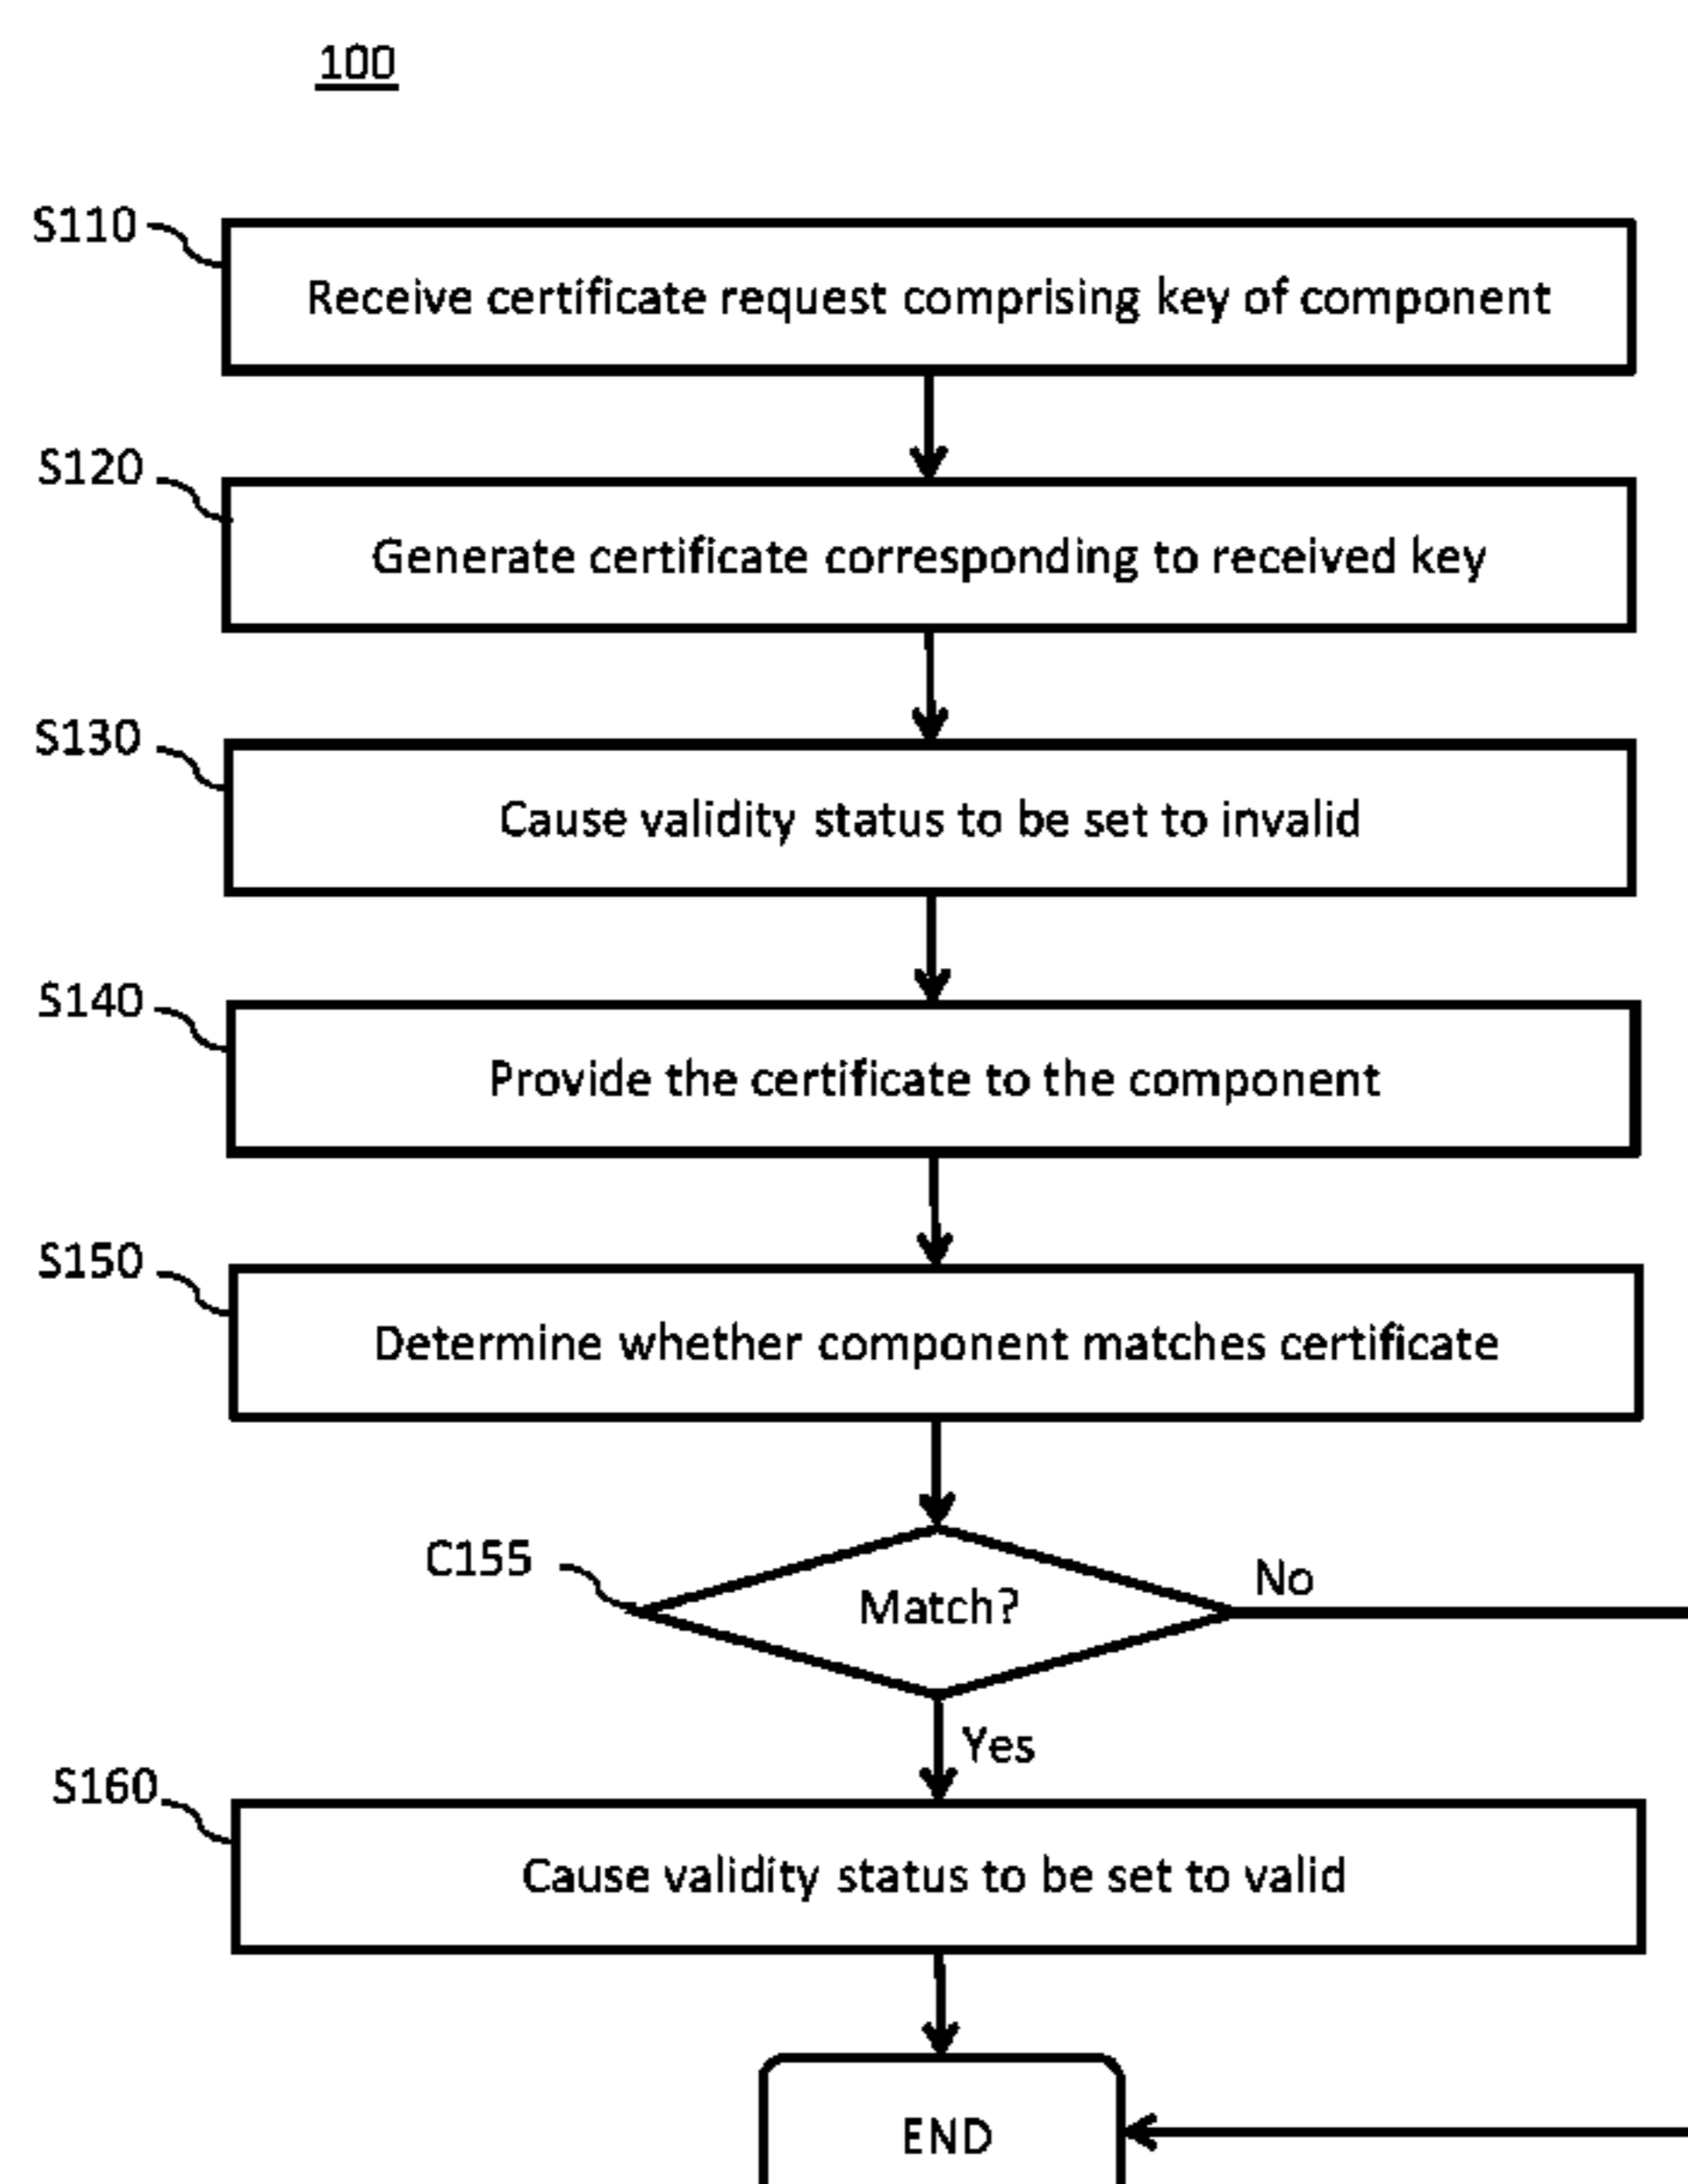 100
S110
Receive certificate request comprising key of component
S120
Generate certificate corresponding to received key
S130
Cause validity status to be set to invalid
S140
Provide the certificate to the component
S150
Determine whether component matches certificate
C155
Match?
No
Yes
S160
Cause validity status to be set to valid
END